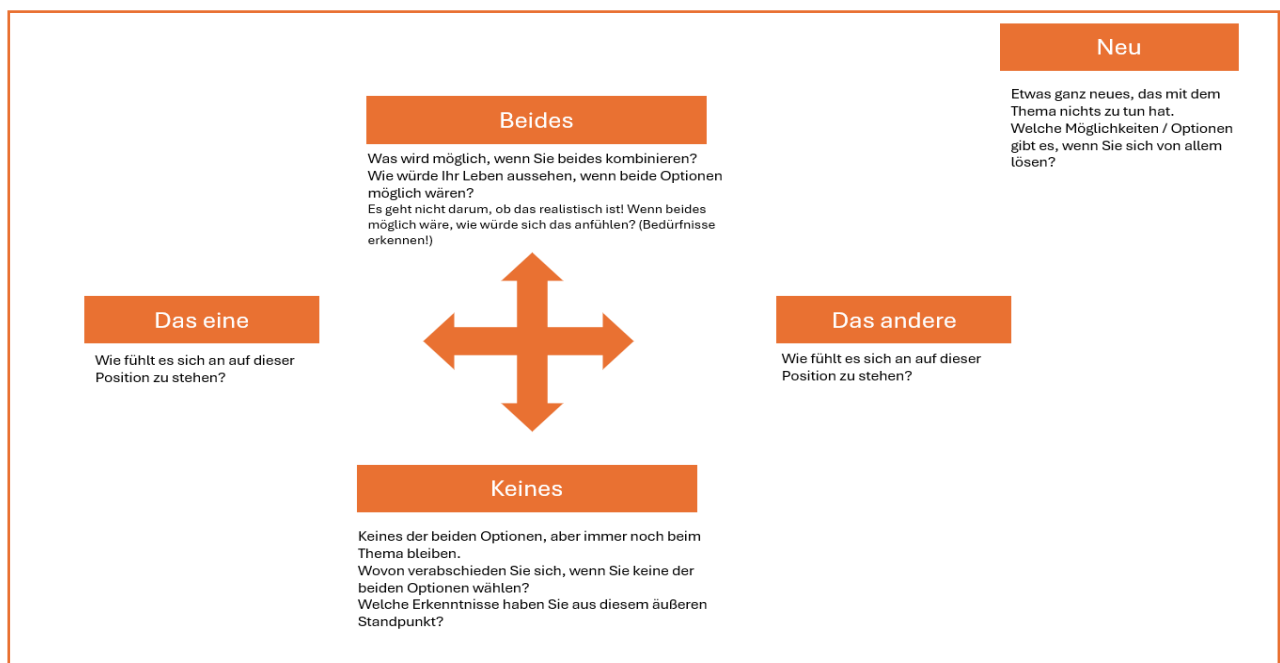 Neu
Etwas ganz neues, das mit dem
Thema nichts zu tun hat.
Welche Möglichkeiten / Optionen
gibt es, wenn Sie sich von allem
lösen?
Beides
Was wird möglich, wenn Sie beides kombinieren?
Wie würde Ihr Leben aussehen, wenn beide Optionen
möglich wären?
Es geht nicht darum, ob das realistisch ist! Wenn beides
möglich wäre, wie würde sich das anfühlen? (Bedürfnisse
erkennen!)
Das eine
Wie fühlt es sich an auf dieser
Position zu stehen?
Das andere
Wie fühlt es sich an auf dieser
Position zu stehen?
Keines
Keines der beiden Optionen, aber immer noch beim
Thema bleiben.
Wovon verabschieden Sie sich, wenn Sie keine der
beiden Optionen wählen?
Welche Erkenntnisse haben Sie aus diesem äußeren
Standpunkt?